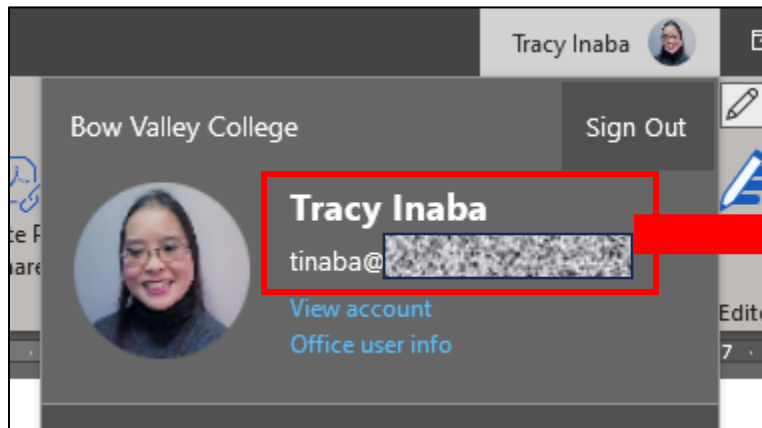 Tracy Inaba
Bow Valley College
Sign Out
Tracy Inaba
tinaba@
View account
Office user info
Edit
7